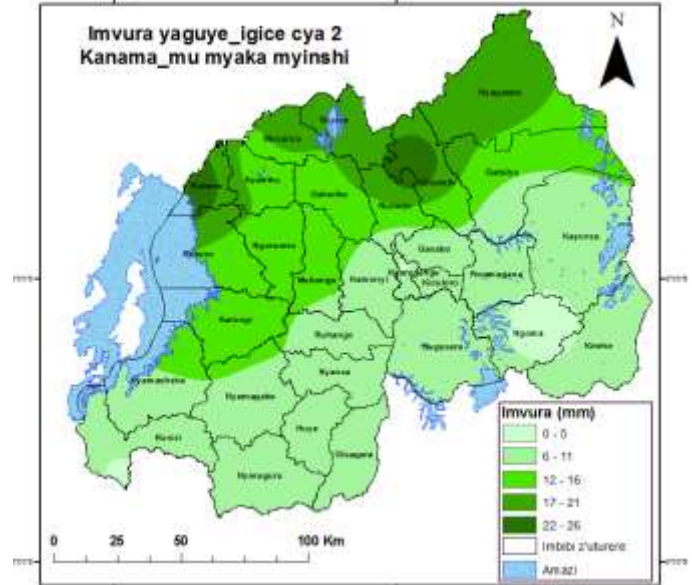 Imvura yaguye_igice cya 2
Kanama_mu myaka myinshi
N
Nyagatare
Burera
Musanze
Gicumbi
Rubavu
Nyabihu
Gakenke
Rulindo
Gatsibo
Rutsiro
Ngororero
Muhanga
Kamonyi
Gasabo
Kicukiro
Rwamagana
Kayonza
Karongi
Ruhango
Bugesera
Ngoma
Kirehe
Nyamasheke
Nyamagabe
Nyanza
Huye
Gisagara
Rusizi
Nyaruguru
Imvura (mm)
0 - 5
6 - 11
12 - 16
17 - 21
22 - 26
Imbibi z'uturere
Amazi
0 25 50 100 Km